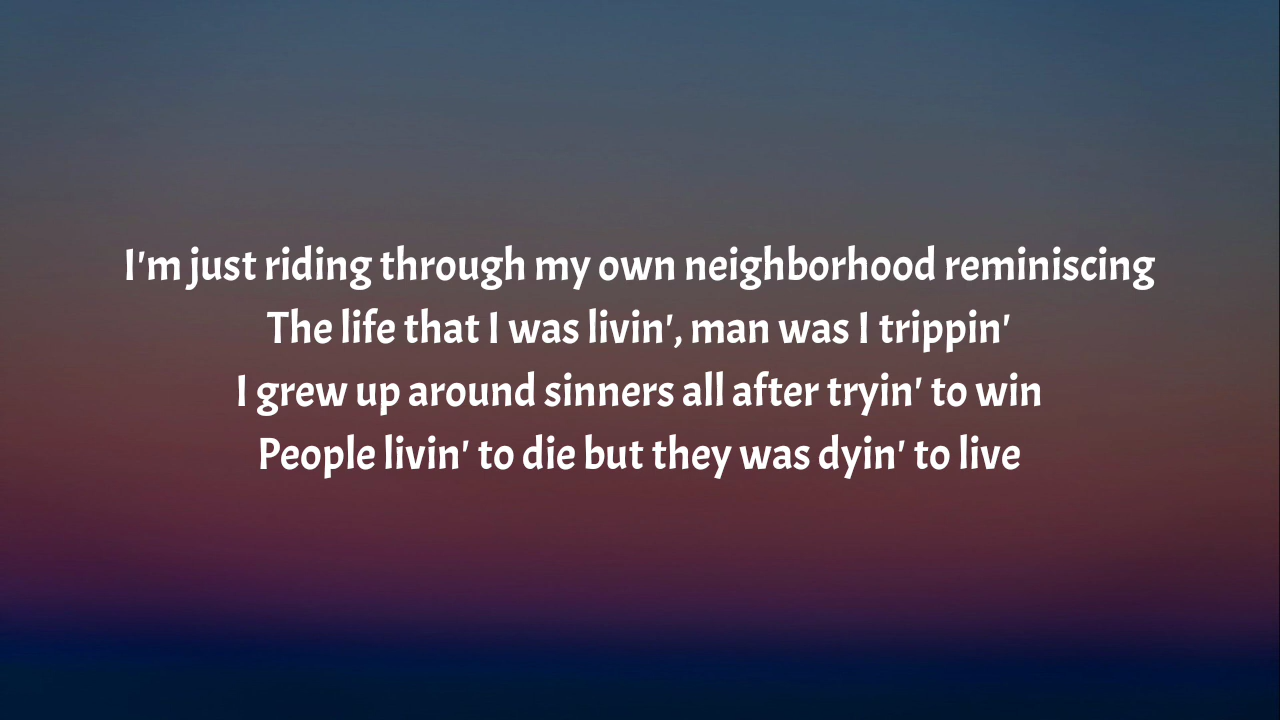 I'm just riding through my own neighborhood reminiscing
The life that I was livin', man was I trippin'
I grew up around sinners all after tryin' to win
People livin' to die but they was dyin' to live